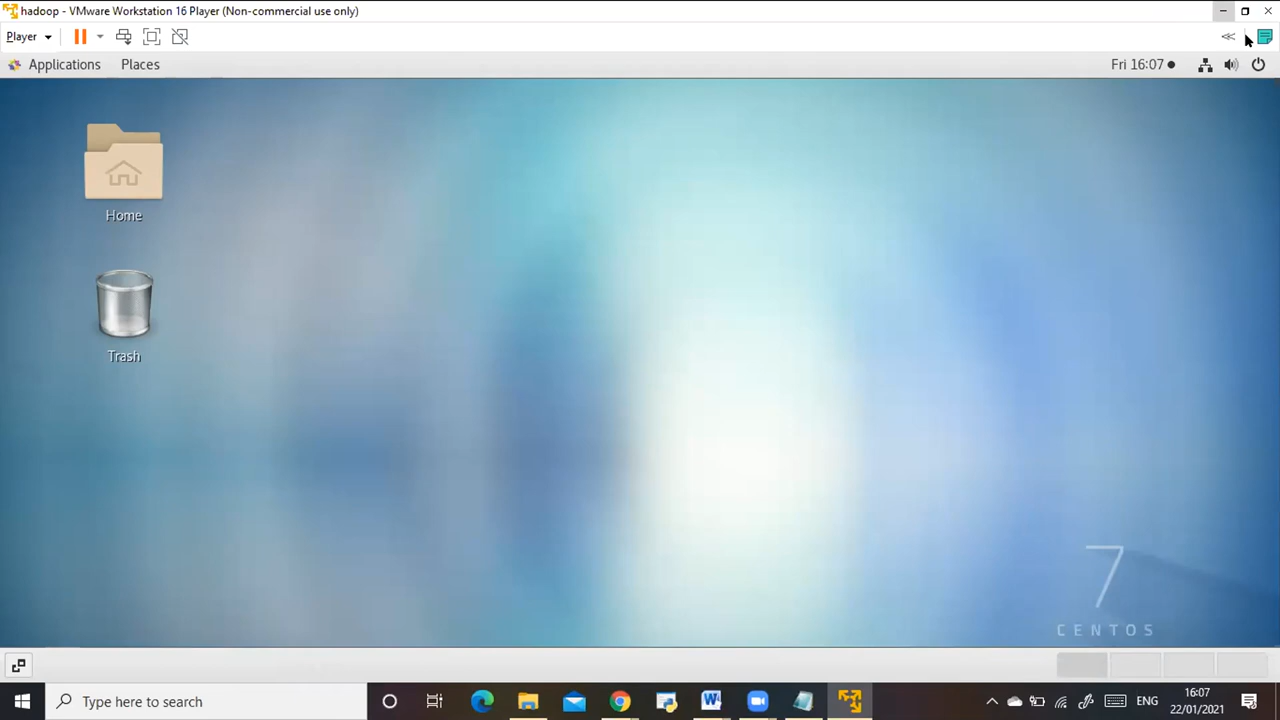 hadoop - VMware Workstation 16 Player (Non-commercial use only)
Player
Applications Places Fri 16:07
Home
Trash
7
CENTOS
Type here to search
ENG
16:07
22/01/2021